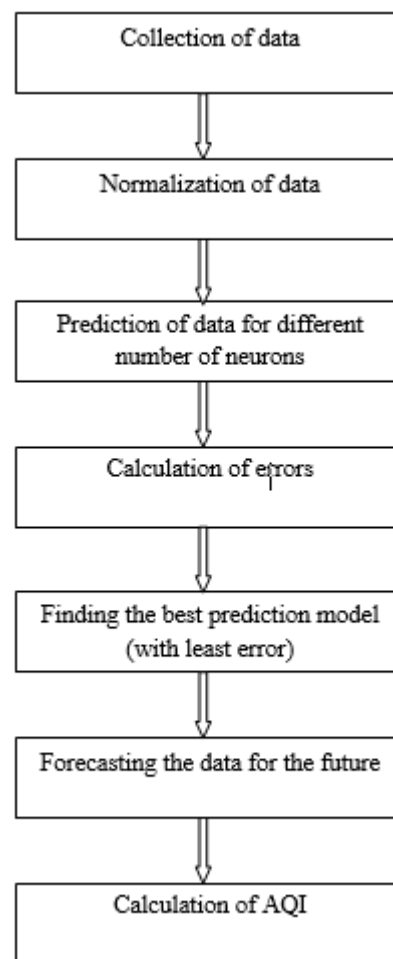 Collection of data
Normalization of data
Prediction of data for different
number of neurons
Calculation of errors
Finding the best prediction model
(with least error)
Forecasting the data for the future
Calculation of AQI